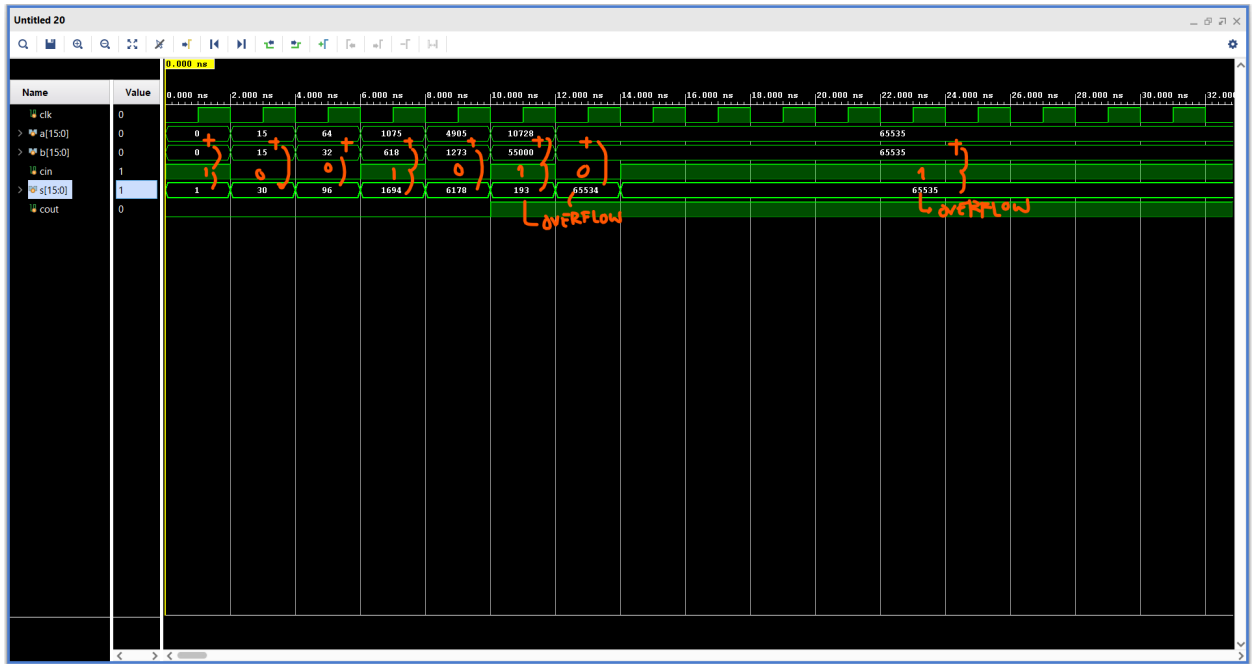 Untitled 20
0.000 ns
Name Value
0.000 ns 2.000 ns 4.000 ns 6.000 ns 8.000 ns 10.000 ns 12.000 ns 14.000 ns 16.000 ns 18.000 ns 20.000 ns 22.000 ns 24.000 ns 26.000 ns 28.000 ns 30.000 ns 32.00
clk 0
a[15:0] 0 0 15 64 1075 4905 10728 65535
+ + + + + + + +
b[15:0] 0 0 15 32 618 1273 55000 65535
cin 1 1 0 0 1 0 1 0 1
s[15:0] 1 1 30 96 1694 6178 193 65534 65535
cout 0
OVERFLOW OVERFLOW